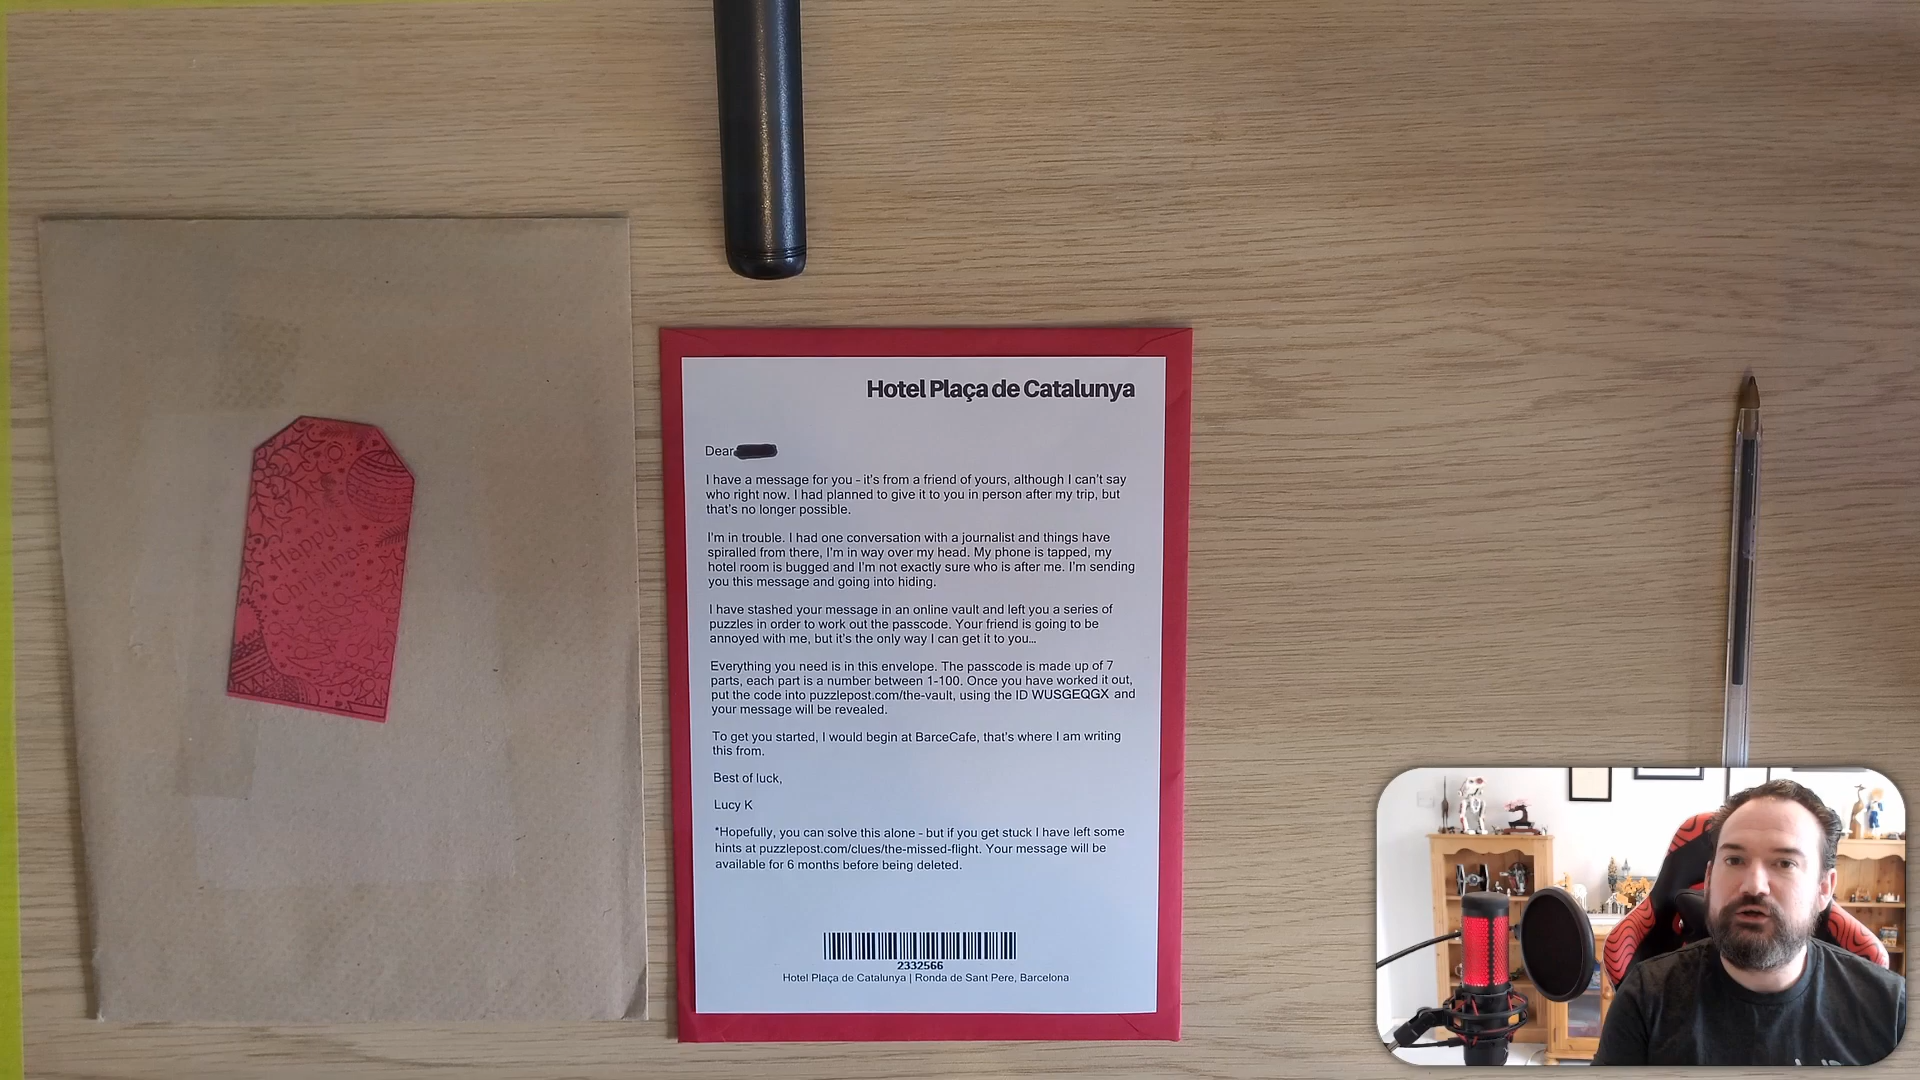 Hotel Plaça de Catalunya
Dear
I have a message for you - it's from a friend of yours, although I can't say
who right now. I had planned to give it to you in person after my trip, but
that's no longer possible.
I'm in trouble. I had one conversation with a journalist and things have
spiralled from there, I'm in way over my head. My phone is tapped, my
hotel room is bugged and I'm not exactly sure who is after me. I'm sending
you this message and going into hiding.
I have stashed your message in an online vault and left you a series of
puzzles in order to work out the passcode. Your friend is going to be
annoyed with me, but it's the only way I can get it to you...
Everything you need is in this envelope. The passcode is made up of 7
parts, each part is a number between 1-100. Once you have worked it out,
put the code into puzzlepost.com/the-vault, using the ID WUSGEQGX and
your message will be revealed.
To get you started, I would begin at BarceCafe, that's where I am writing
this from.
Best of luck,
Lucy K
*Hopefully, you can solve this alone - but if you get stuck I have left some
hints at puzzlepost.com/clues/the-missed-flight. Your message will be
available for 6 months before being deleted.
2332566
Hotel Plaça de Catalunya | Ronda de Sant Pere, Barcelona
Happy
Christmas